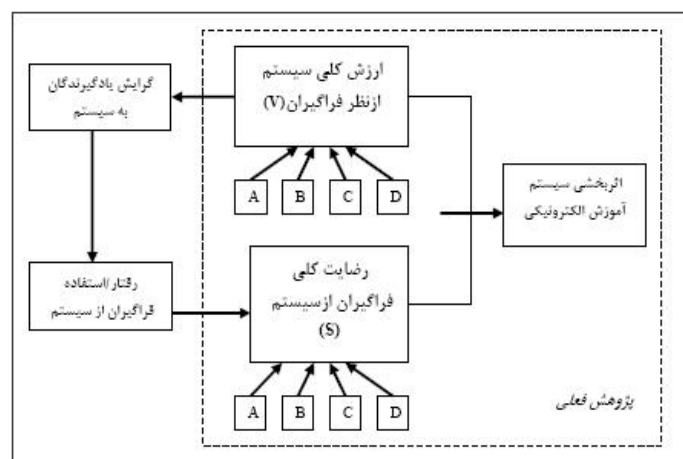 ارزش کلی سیستم
ازنظر فراگیران(V)
گرایش یادگیرندگان
به سیستم
A B C D
اثربخشی سیستم
آموزش الکترونیکی
رضایت کلی
فراگیران ازسیستم
(S)
رفتار/استفاده
فراگیران از سیستم
A B C D
پژوهش فعلی